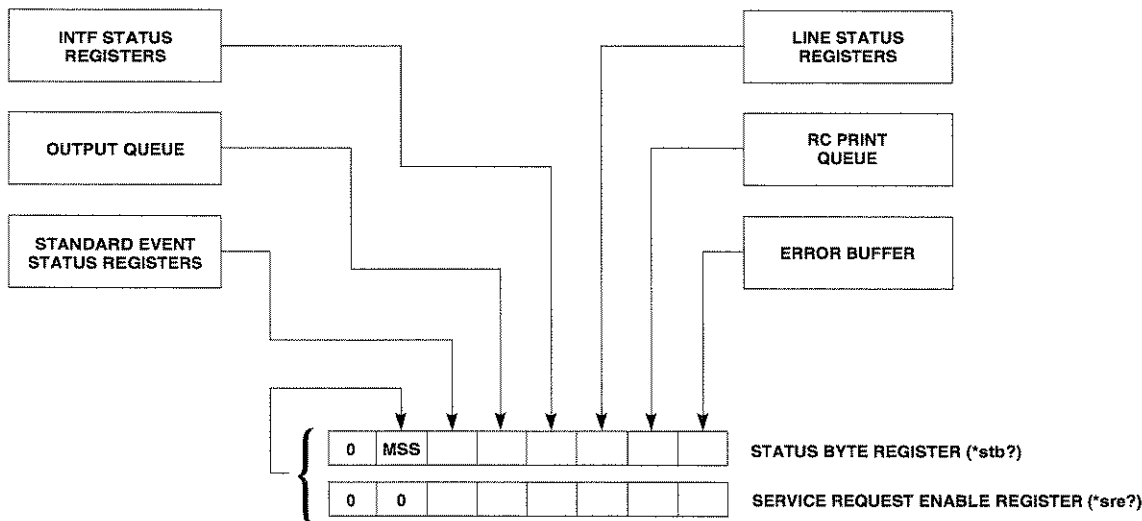 INTF STATUS
REGISTERS
LINE STATUS
REGISTERS
OUTPUT QUEUE
RC PRINT
QUEUE
STANDARD EVENT
STATUS REGISTERS
ERROR BUFFER
0 MSS
STATUS BYTE REGISTER (*stb?)
0 0
SERVICE REQUEST ENABLE REGISTER (*sre?)